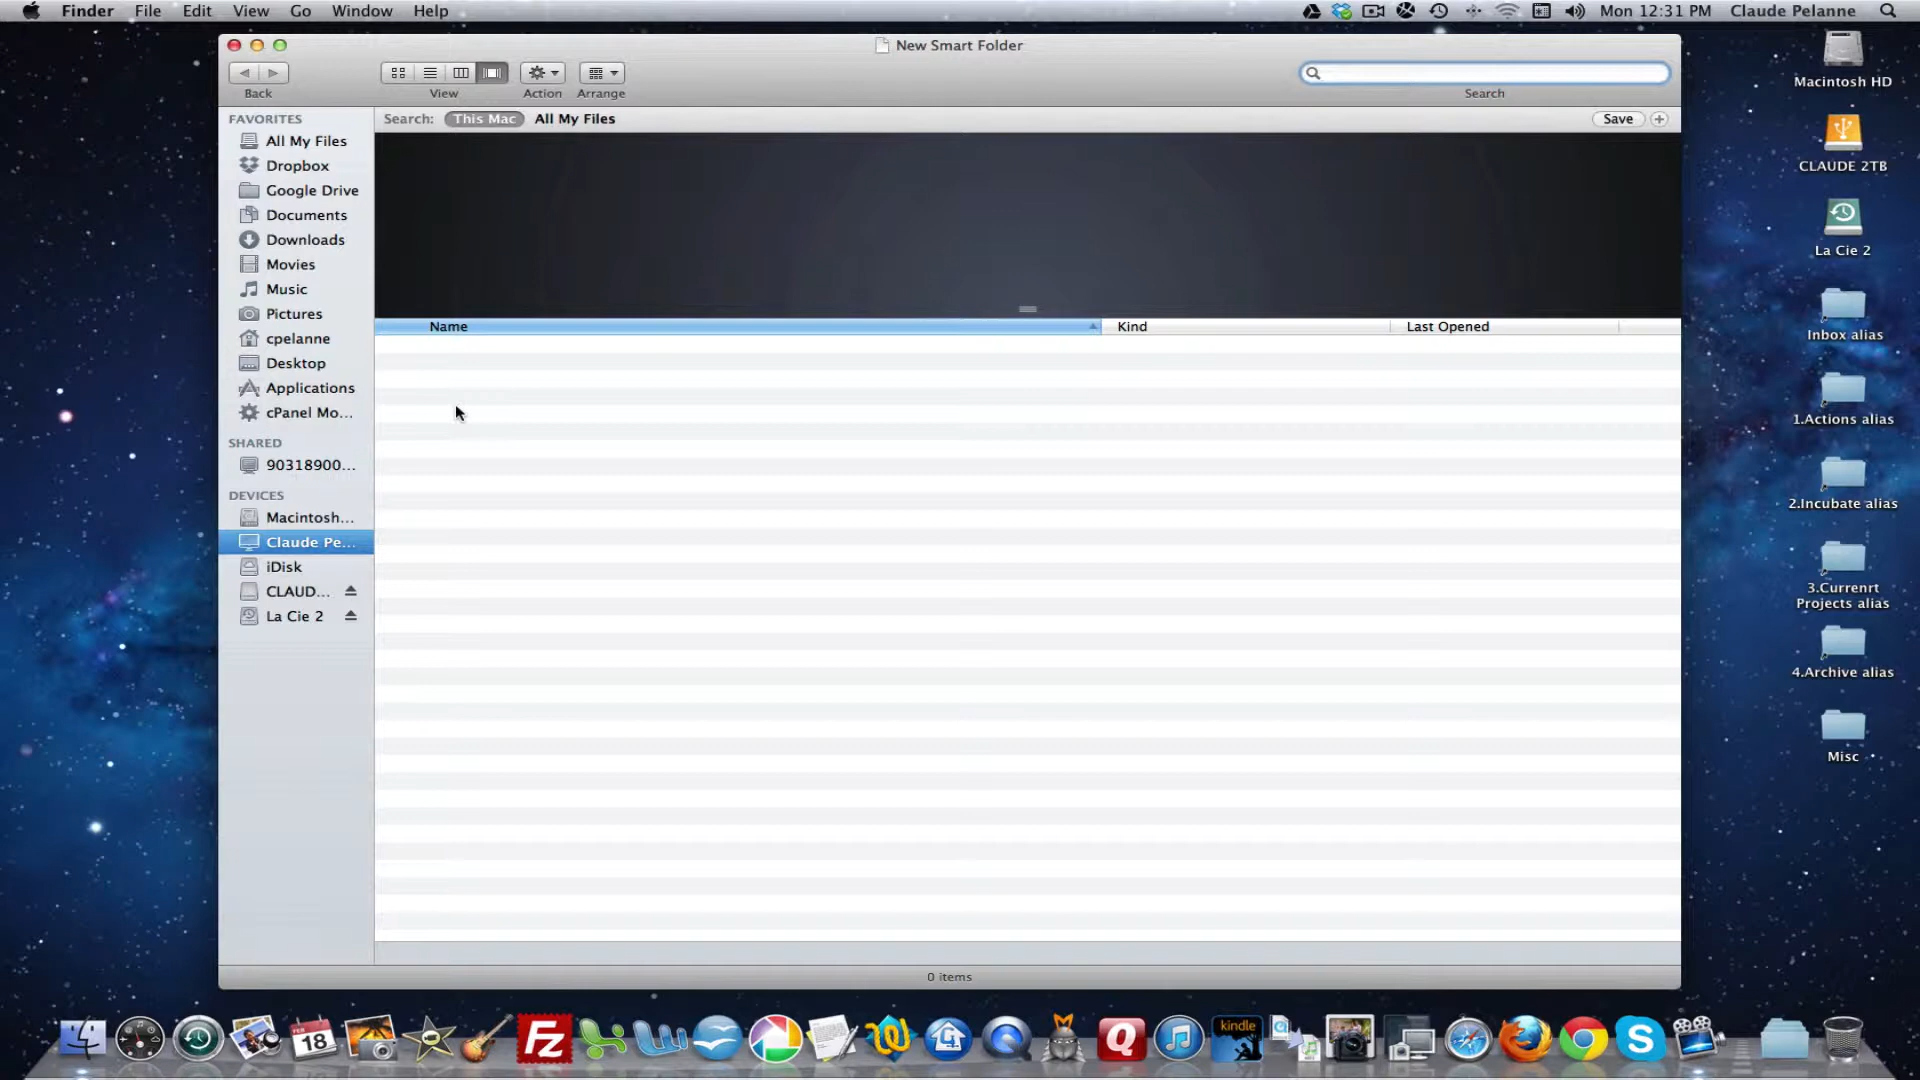 Finder File Edit View Go Window Help Mon 12:31 PM Claude Pelanne
New Smart Folder
Back View Action Arrange Search
Search: This Mac All My Files Save
FAVORITES
All My Files
Dropbox
Google Drive
Documents
Downloads
Movies
Music
Pictures
cpelanne
Desktop
Applications
cPanel Mo...
SHARED
90318900...
DEVICES
Macintosh...
Claude Pe...
iDisk
CLAUD...
La Cie 2
Name Kind Last Opened
0 items
Macintosh HD
CLAUDE 2TB
La Cie 2
Inbox alias
1.Actions alias
2.Incubate alias
3.Currenrt
Projects alias
4.Archive alias
Misc
FEB
18
Fz
Q
kindle
S